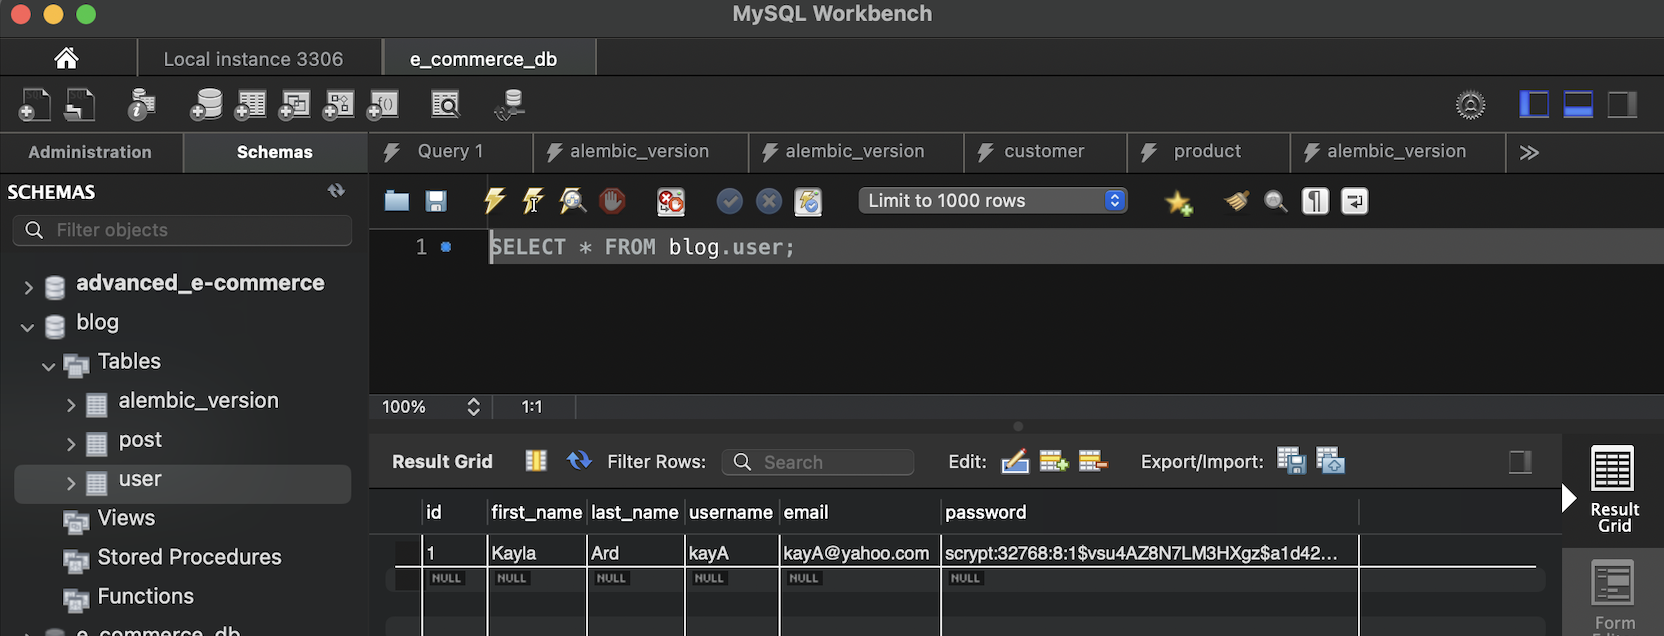 MySQL Workbench
Local instance 3306
e_commerce_db
Administration
Schemas
Query 1
alembic_version
alembic_version
customer
product
alembic_version
SCHEMAS
Filter objects
Limit to 1000 rows
1
SELECT * FROM blog.user;
advanced_e-commerce
blog
Tables
alembic_version
post
user
Views
Stored Procedures
Functions
e_commerce_db
100%
1:1
Result Grid
Filter Rows:
Search
Edit:
Export/Import:
id first_name last_name username email password
1 Kayla Ard kayA kayA@yahoo.com scrypt:32768:8:1$vsu4AZ8N7LM3HXgz$a1d42...
NULL NULL NULL NULL NULL NULL
Result
Grid
Form